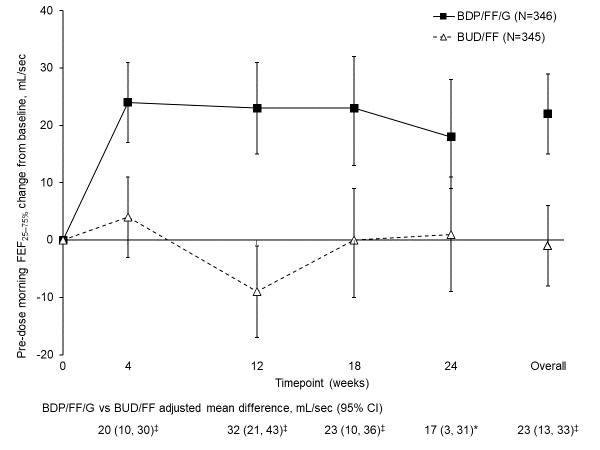 BDP/FF/G (N=346)
BUD/FF (N=345)
Pre-dose morning FEF25–75% change from baseline, mL/sec
40
30
20
10
0
-10
-20
0 4 12 18 24 Overall
Timepoint (weeks)
BDP/FF/G vs BUD/FF adjusted mean difference, mL/sec (95% CI)
20 (10, 30)‡ 32 (21, 43)‡ 23 (10, 36)‡ 17 (3, 31)* 23 (13, 33)‡